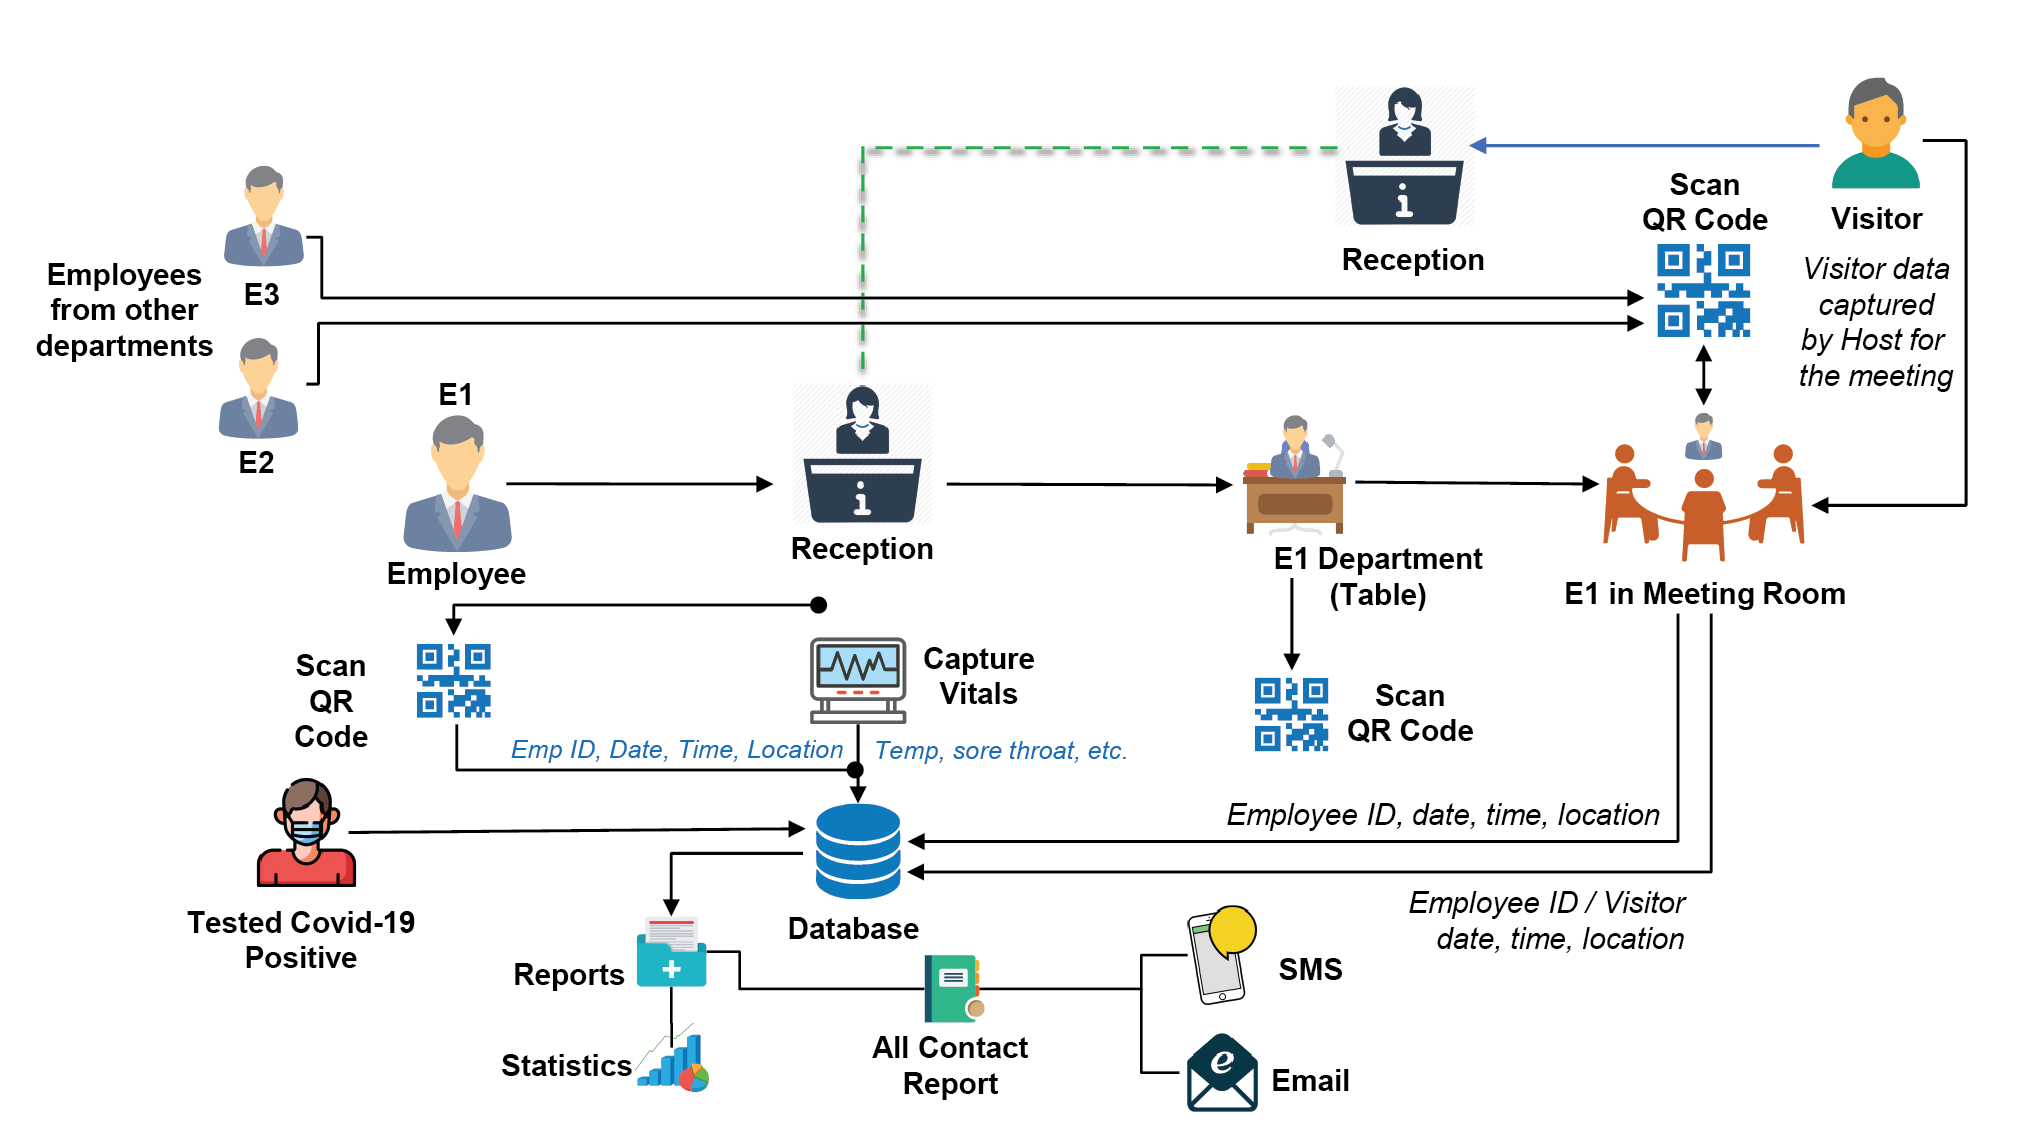 Scan
QR Code
Visitor
Reception
Visitor data
captured
by Host for
the meeting
Employees
from other
departments
E3
E2
E1
Employee
Reception
E1 Department
(Table)
E1 in Meeting Room
Scan
QR
Code
Capture
Vitals
Scan
QR Code
Emp ID, Date, Time, Location
Temp, sore throat, etc.
Employee ID, date, time, location
Employee ID / Visitor
date, time, location
Tested Covid-19
Positive
Database
Reports
Statistics
All Contact
Report
SMS
Email